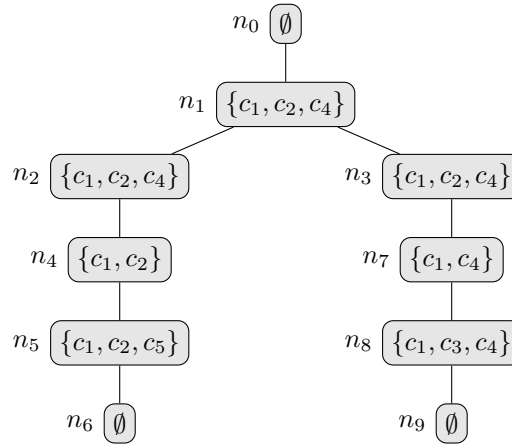 n₀ ∅
n₁ {c₁, c₂, c₄}
n₂ {c₁, c₂, c₄} n₃ {c₁, c₂, c₄}
n₄ {c₁, c₂} n₇ {c₁, c₄}
n₅ {c₁, c₂, c₅} n₈ {c₁, c₃, c₄}
n₆ ∅ n₉ ∅